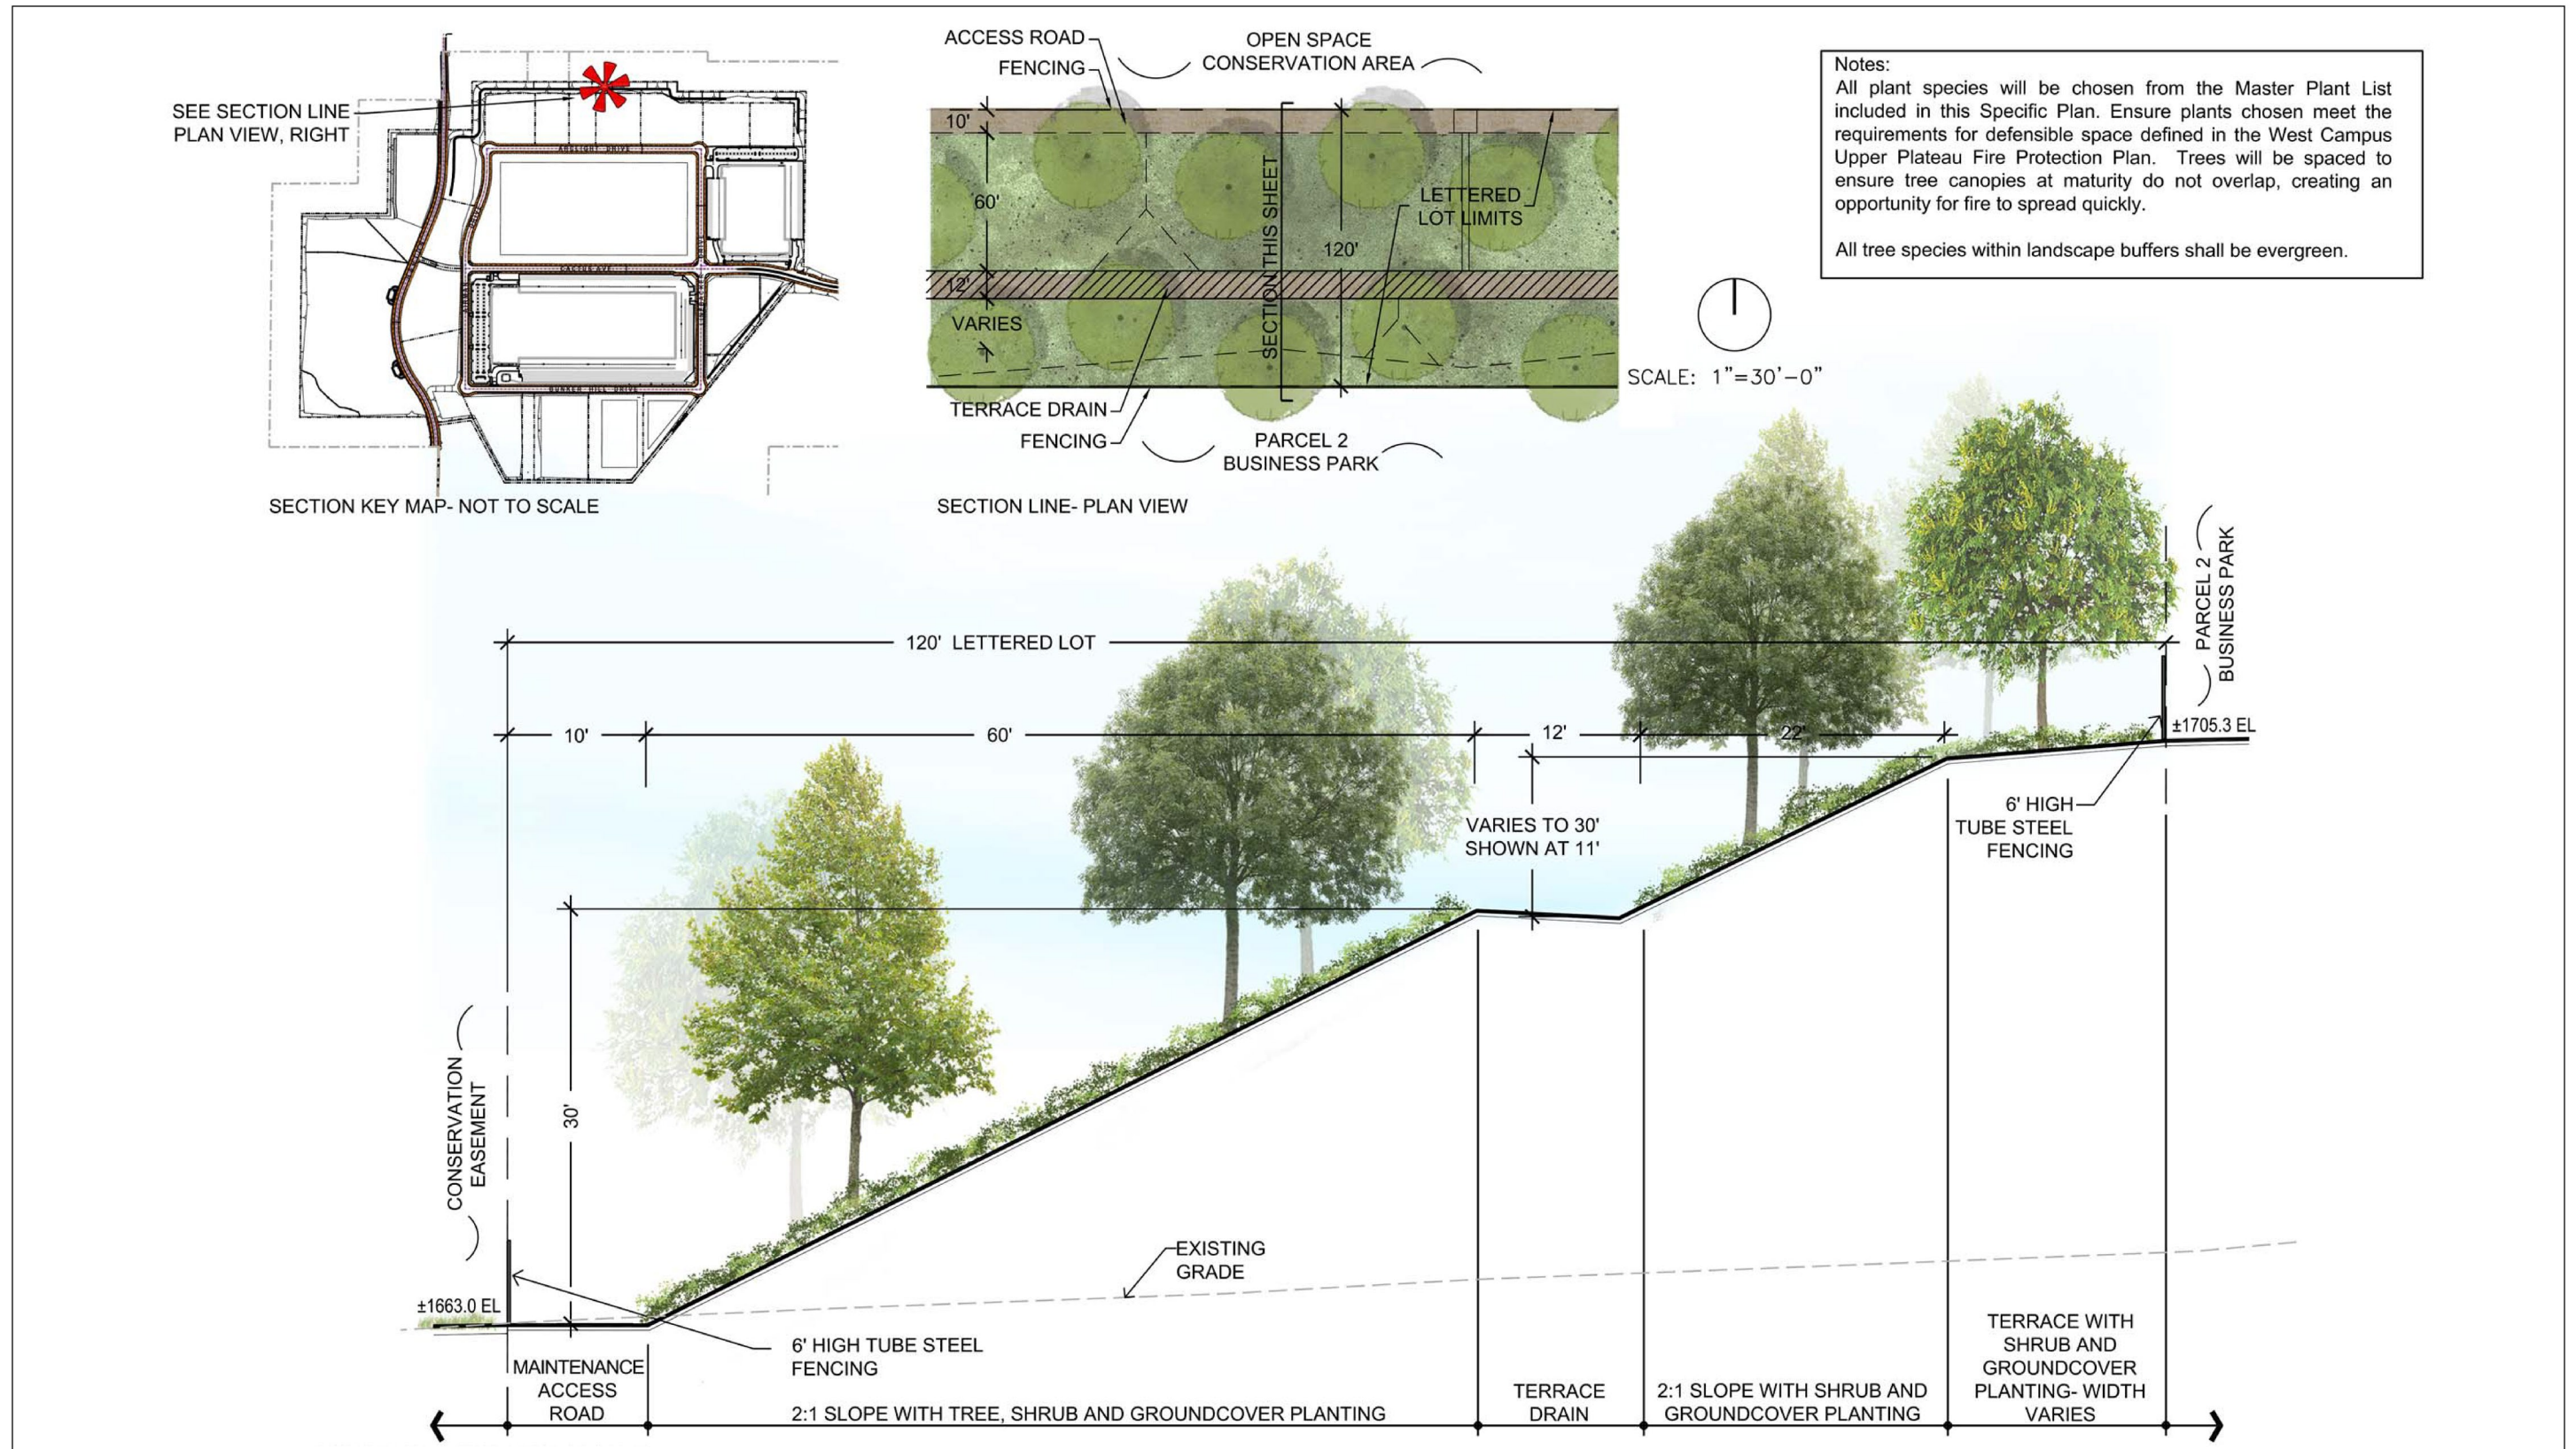 SEE SECTION LINE
PLAN VIEW, RIGHT
ARCLIGHT DRIVE
CACTUS AVE
BUNKER HILL DRIVE
SECTION KEY MAP- NOT TO SCALE
ACCESS ROAD
FENCING
OPEN SPACE
CONSERVATION AREA
10'
60'
12'
VARIES
SECTION THIS SHEET
120'
LETTERED
LOT LIMITS
TERRACE DRAIN
FENCING
PARCEL 2
BUSINESS PARK
SECTION LINE- PLAN VIEW
SCALE: 1"=30'-0"
Notes:
All plant species will be chosen from the Master Plant List
included in this Specific Plan. Ensure plants chosen meet the
requirements for defensible space defined in the West Campus
Upper Plateau Fire Protection Plan. Trees will be spaced to
ensure tree canopies at maturity do not overlap, creating an
opportunity for fire to spread quickly.
All tree species within landscape buffers shall be evergreen.
120' LETTERED LOT
10'
60'
12'
22'
PARCEL 2
BUSINESS PARK
±1705.3 EL
6' HIGH
TUBE STEEL
FENCING
VARIES TO 30'
SHOWN AT 11'
30'
CONSERVATION
EASEMENT
±1663.0 EL
EXISTING
GRADE
6' HIGH TUBE STEEL
FENCING
MAINTENANCE
ACCESS
ROAD
2:1 SLOPE WITH TREE, SHRUB AND GROUNDCOVER PLANTING
TERRACE
DRAIN
2:1 SLOPE WITH SHRUB AND
GROUNDCOVER PLANTING
TERRACE WITH
SHRUB AND
GROUNDCOVER
PLANTING- WIDTH
VARIES